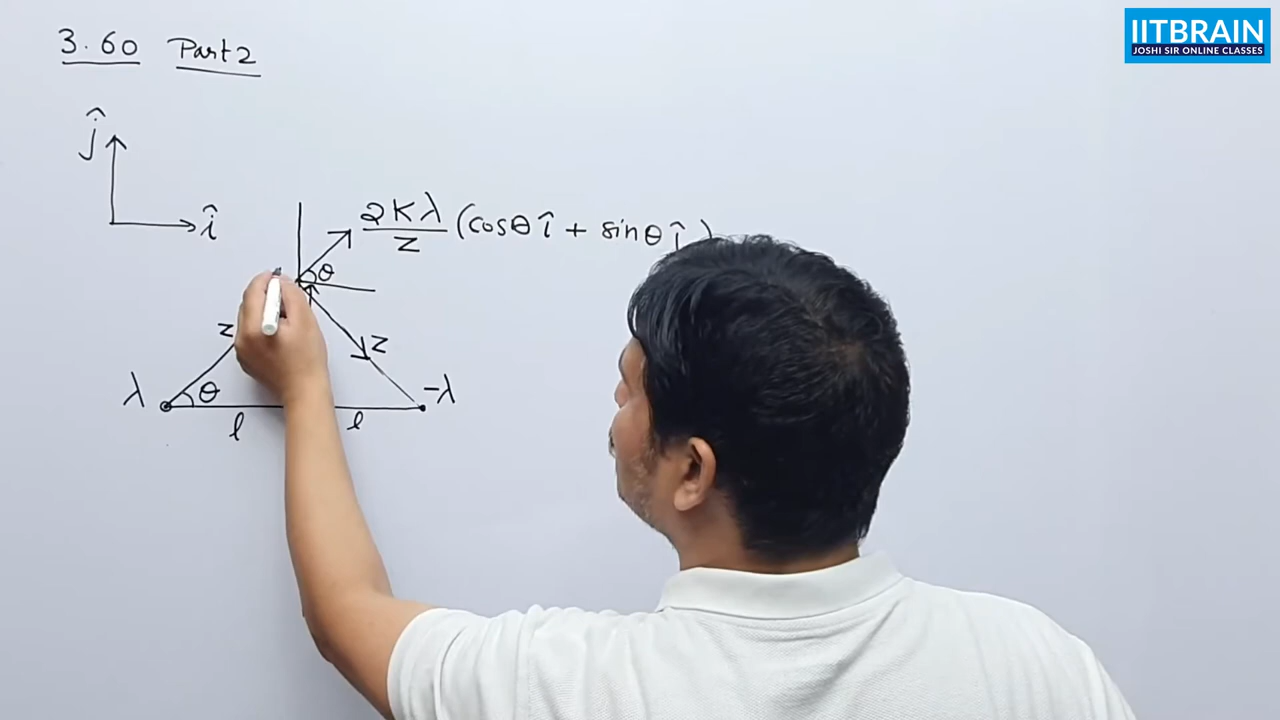 3.60 Part 2
IITBRAIN
JOSHI SIR ONLINE CLASSES
ĵ
î
2Kλ/z (cosθ î + sinθ ĵ)
θ
z
z
λ
θ
-λ
l
l